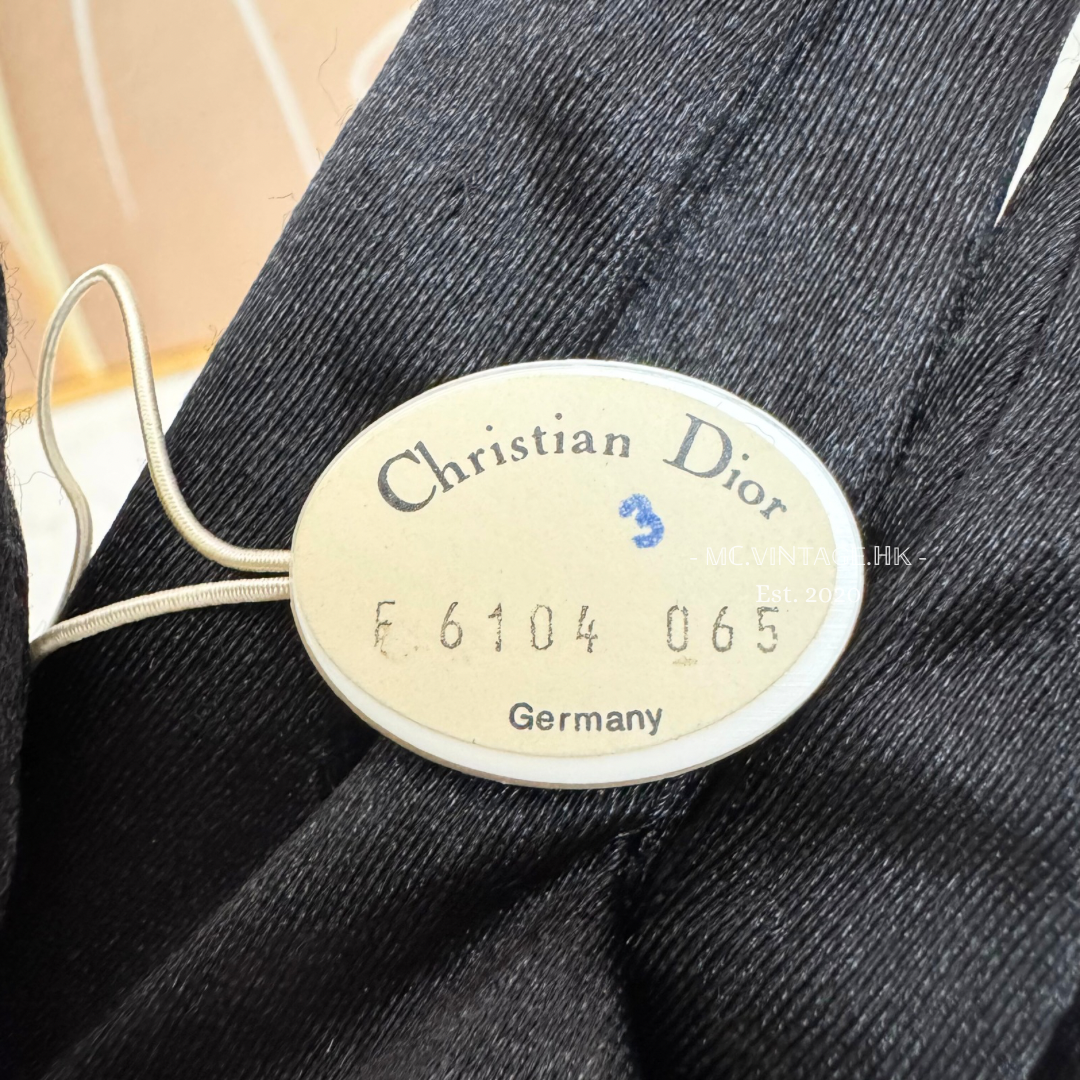 Christian Dior
3
- MC.VINTAGE.HK -
Est. 2020
F 6104 065
Germany